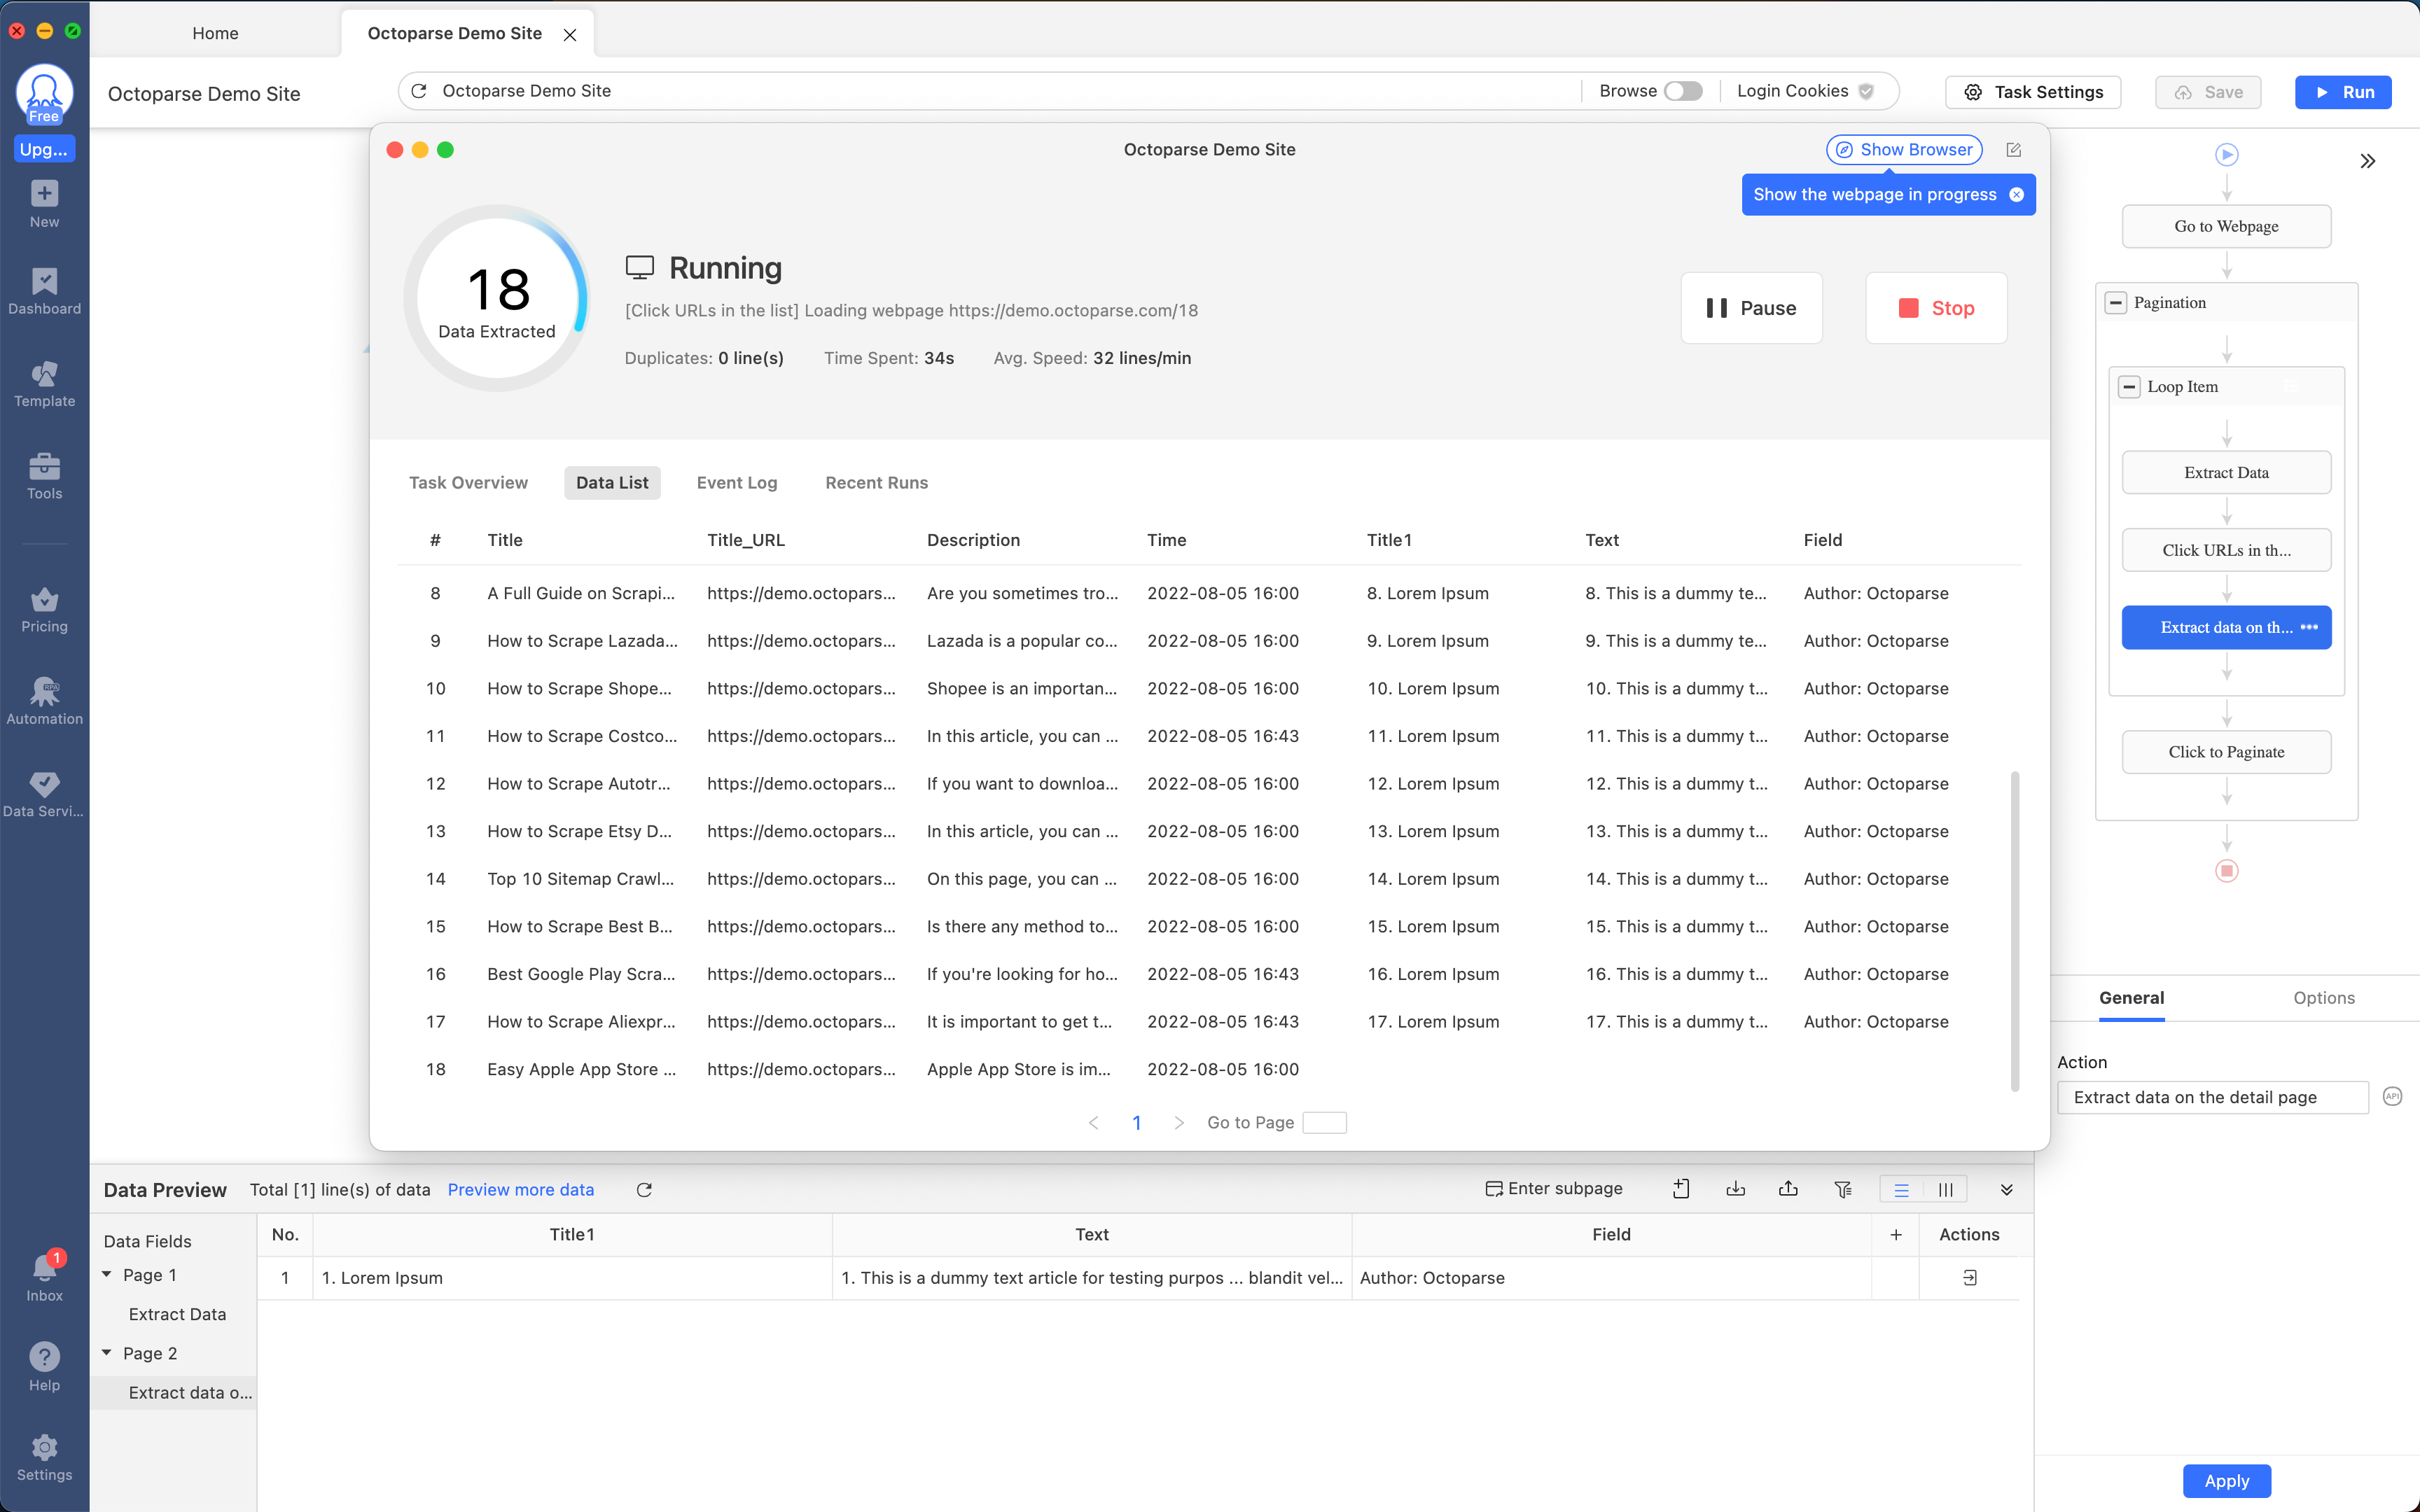 Home
Octoparse Demo Site
Octoparse Demo Site
Octoparse Demo Site
Browse
Login Cookies
Task Settings
Save
Run
Free
Upg...
New
Dashboard
Template
Tools
Pricing
RPA
Automation
Data Servi...
1
Inbox
Help
Settings
Octoparse Demo Site
Show Browser
Show the webpage in progress
18
Data Extracted
Running
[Click URLs in the list] Loading webpage https://demo.octoparse.com/18
Duplicates: 0 line(s) Time Spent: 34s Avg. Speed: 32 lines/min
Pause
Stop
Task Overview Data List Event Log Recent Runs
# Title Title_URL Description Time Title1 Text Field
8 A Full Guide on Scrapi... https://demo.octopars... Are you sometimes tro... 2022-08-05 16:00 8. Lorem Ipsum 8. This is a dummy te... Author: Octoparse
9 How to Scrape Lazada... https://demo.octopars... Lazada is a popular co... 2022-08-05 16:00 9. Lorem Ipsum 9. This is a dummy te... Author: Octoparse
10 How to Scrape Shope... https://demo.octopars... Shopee is an importan... 2022-08-05 16:00 10. Lorem Ipsum 10. This is a dummy t... Author: Octoparse
11 How to Scrape Costco... https://demo.octopars... In this article, you can ... 2022-08-05 16:43 11. Lorem Ipsum 11. This is a dummy t... Author: Octoparse
12 How to Scrape Autotr... https://demo.octopars... If you want to downloa... 2022-08-05 16:00 12. Lorem Ipsum 12. This is a dummy t... Author: Octoparse
13 How to Scrape Etsy D... https://demo.octopars... In this article, you can ... 2022-08-05 16:00 13. Lorem Ipsum 13. This is a dummy t... Author: Octoparse
14 Top 10 Sitemap Crawl... https://demo.octopars... On this page, you can ... 2022-08-05 16:00 14. Lorem Ipsum 14. This is a dummy t... Author: Octoparse
15 How to Scrape Best B... https://demo.octopars... Is there any method to... 2022-08-05 16:00 15. Lorem Ipsum 15. This is a dummy t... Author: Octoparse
16 Best Google Play Scra... https://demo.octopars... If you're looking for ho... 2022-08-05 16:43 16. Lorem Ipsum 16. This is a dummy t... Author: Octoparse
17 How to Scrape Aliexpr... https://demo.octopars... It is important to get t... 2022-08-05 16:43 17. Lorem Ipsum 17. This is a dummy t... Author: Octoparse
18 Easy Apple App Store ... https://demo.octopars... Apple App Store is im... 2022-08-05 16:00
< 1 > Go to Page
Go to Webpage
Pagination
Loop Item
Extract Data
Click URLs in th...
Extract data on th...
Click to Paginate
General Options
Action
Extract data on the detail page
API
Apply
Data Preview Total [1] line(s) of data Preview more data
Enter subpage
Data Fields
Page 1
Extract Data
Page 2
Extract data o...
No. Title1 Text Field + Actions
1 1. Lorem Ipsum 1. This is a dummy text article for testing purpos ... blandit vel... Author: Octoparse